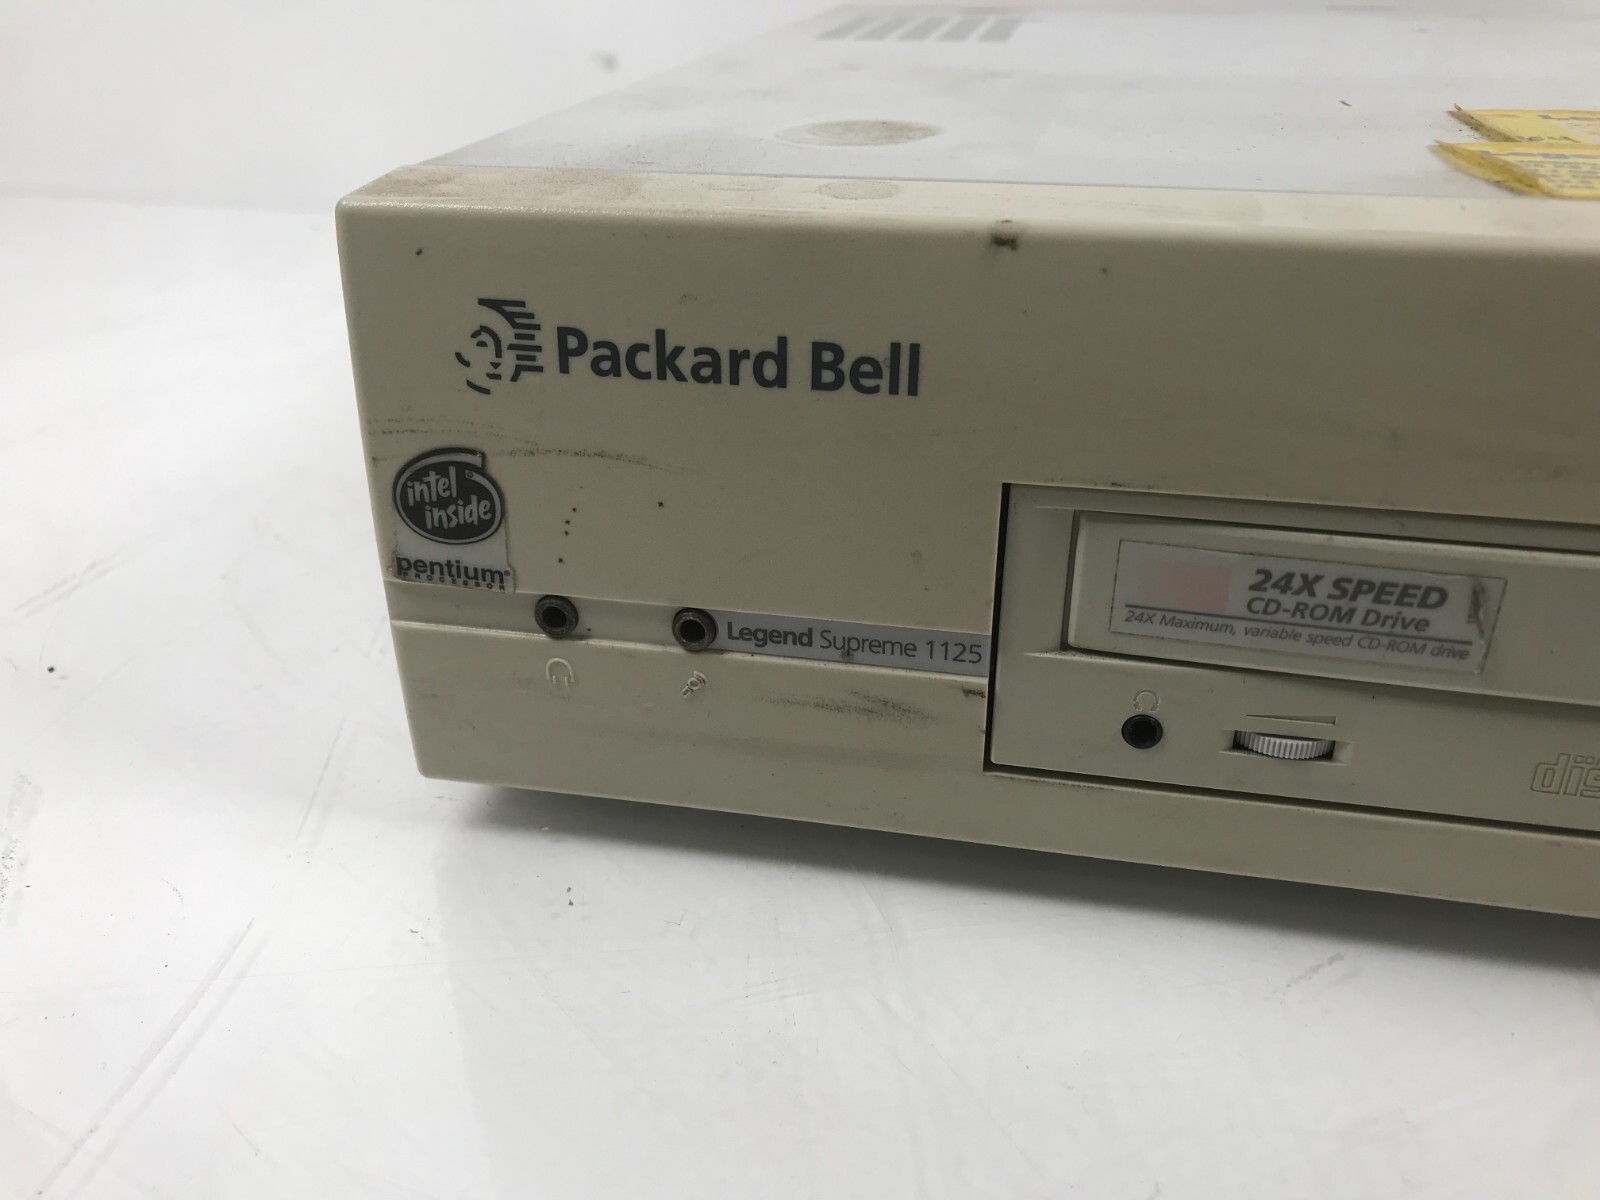 Packard Bell
intel
inside
pentium®
PROCESSOR
Legend Supreme 1125
24X SPEED
CD-ROM Drive
24X Maximum, variable speed CD-ROM drive